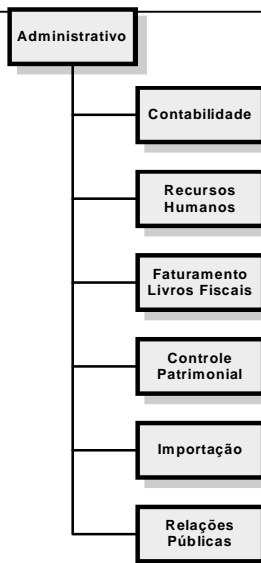 Administrativo
Contabilidade
Recursos
Humanos
Faturamento
Livros Fiscais
Controle
Patrimonial
Importação
Relações
Públicas